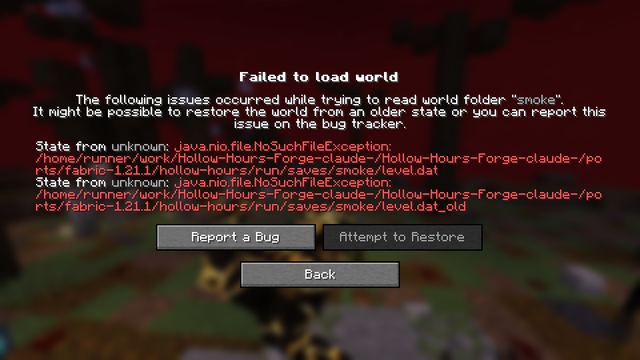 Failed to load world
The following issues occurred while trying to read world folder "smoke".
It might be possible to restore the world from an older state or you can report this
issue on the bug tracker.
State from unknown: java.nio.file.NoSuchFileException:
/home/runner/work/Hollow-Hours-Forge-claude-/Hollow-Hours-Forge-claude-/po
rts/fabric-1.21.1/hollow-hours/run/saves/smoke/level.dat
State from unknown: java.nio.file.NoSuchFileException:
/home/runner/work/Hollow-Hours-Forge-claude-/Hollow-Hours-Forge-claude-/po
rts/fabric-1.21.1/hollow-hours/run/saves/smoke/level.dat_old
Report a Bug
Attempt to Restore
Back